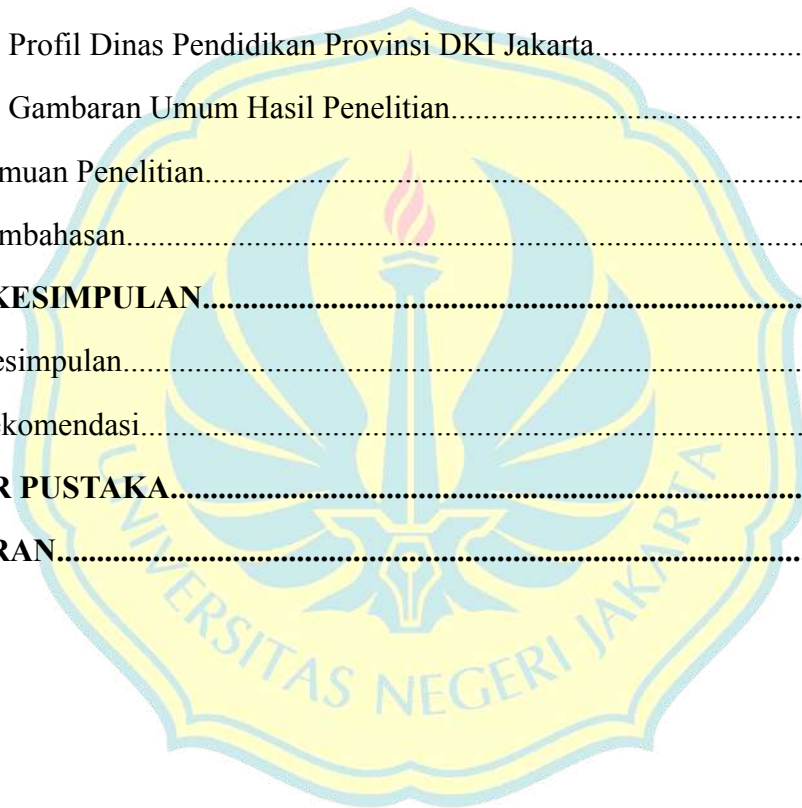 Profil Dinas Pendidikan Provinsi DKI Jakarta..................................
Gambaran Umum Hasil Penelitian..............................................
muan Penelitian...............................................................................
mbahasan.........................................................................................
KESIMPULAN.............................................................................
esimpulan.........................................................................................
komendasi.......................................................................................
R PUSTAKA.................................................................................
RAN................................................................................................
UNIVERSITAS NEGERI JAKARTA